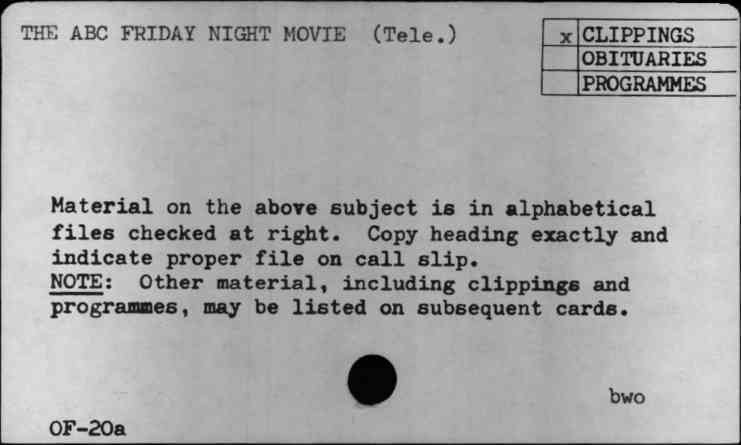 THE ABC FRIDAY NIGHT MOVIE (Tele.)
x CLIPPINGS
OBITUARIES
PROGRAMMES
Material on the above subject is in alphabetical
files checked at right. Copy heading exactly and
indicate proper file on call slip.
NOTE: Other material, including clippings and
programmes, may be listed on subsequent cards.
bwo
OF-20a